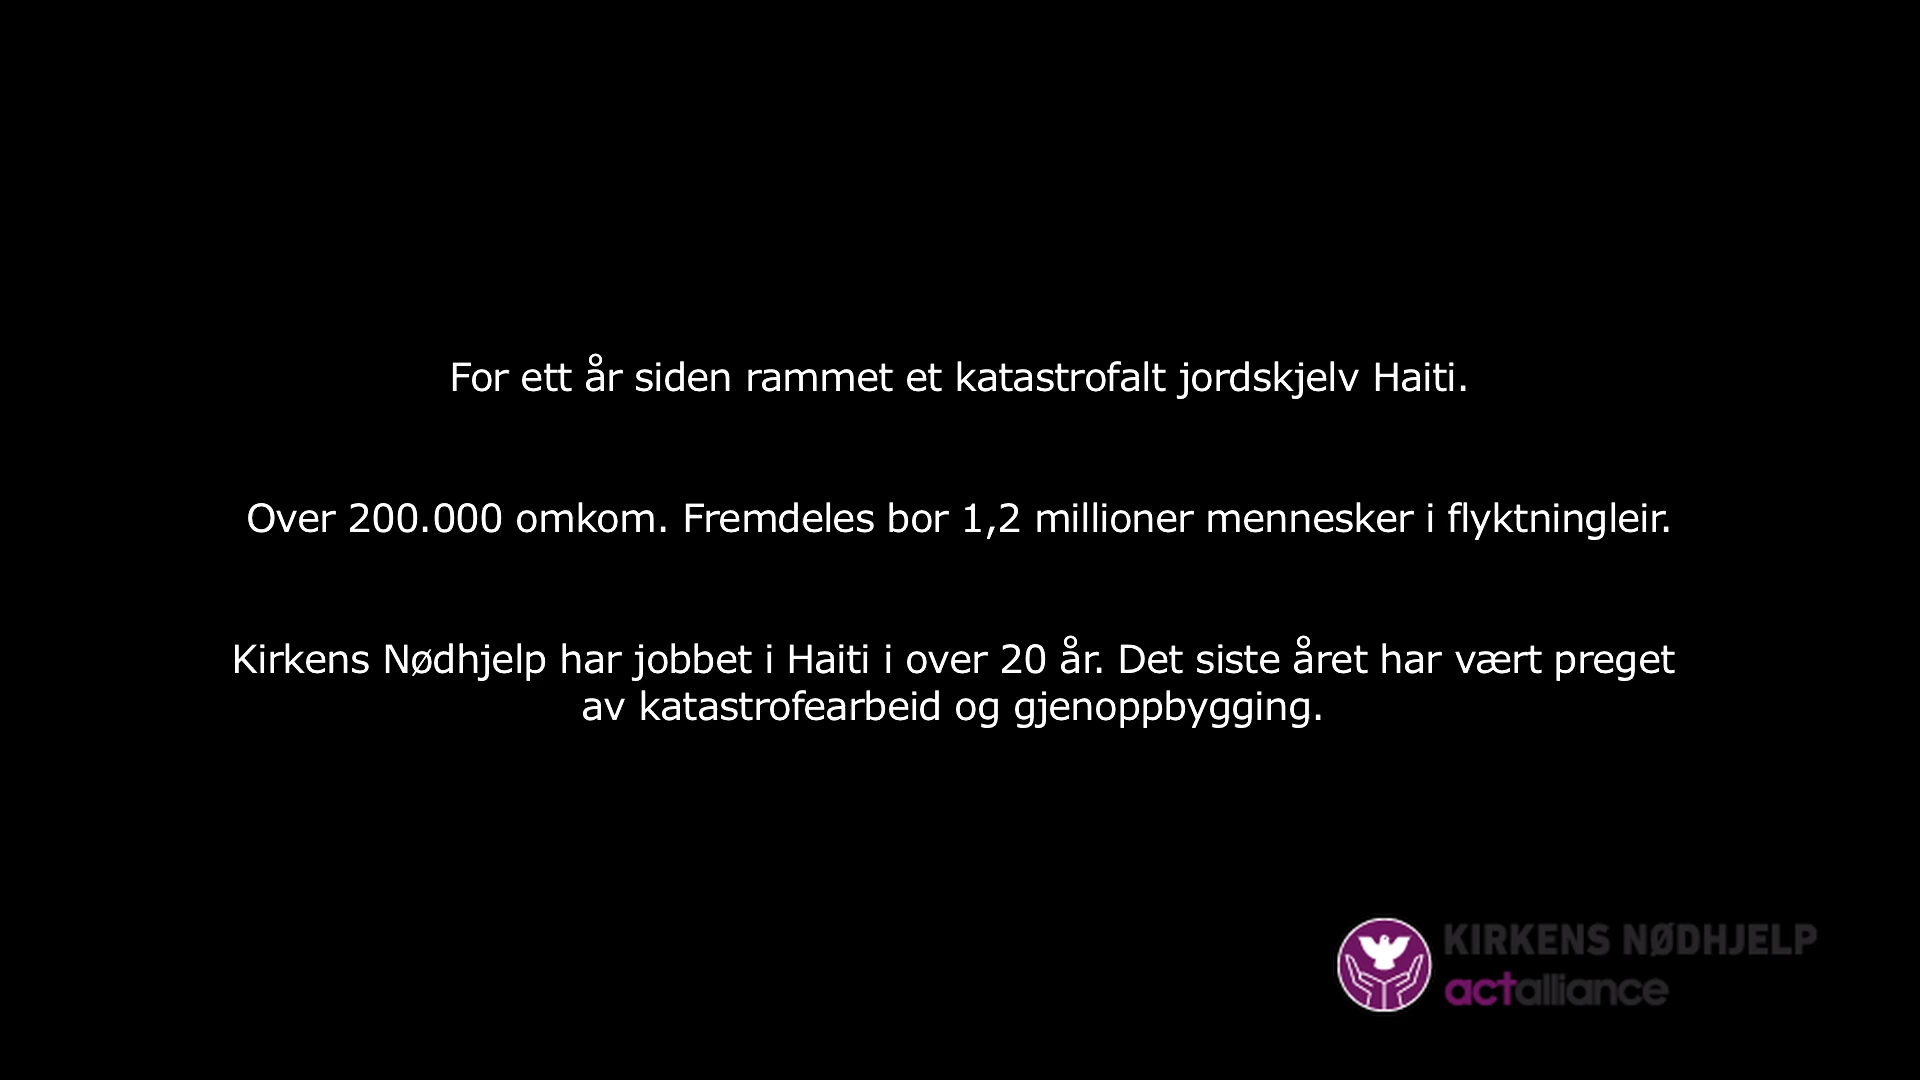 For ett år siden rammet et katastrofalt jordskjelv Haiti.
Over 200.000 omkom. Fremdeles bor 1,2 millioner mennesker i flyktningleir.
Kirkens Nødhjelp har jobbet i Haiti i over 20 år. Det siste året har vært preget
av katastrofearbeid og gjenoppbygging.
KIRKENS NØDHJELP
actalliance